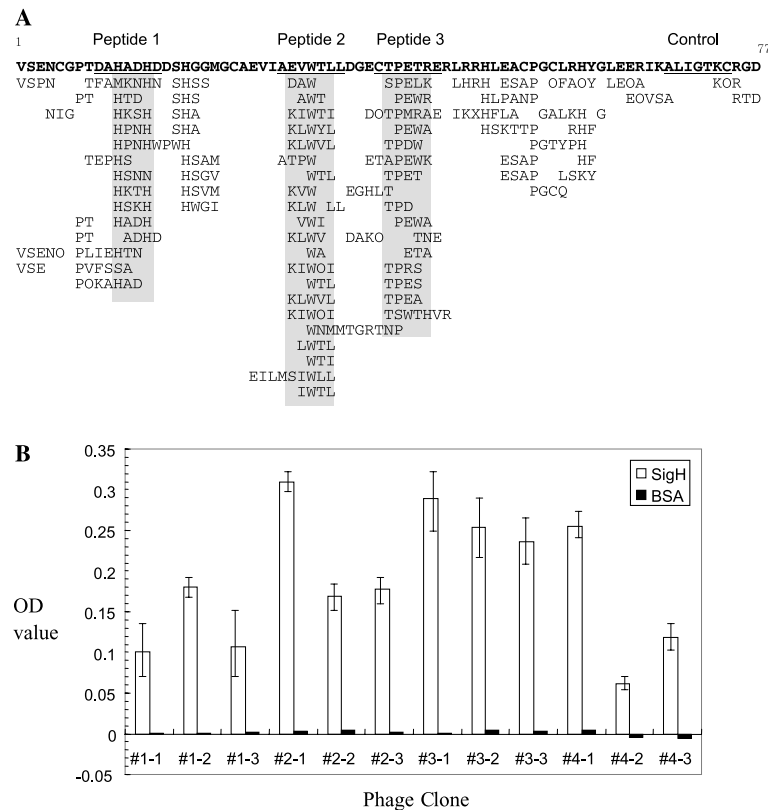 A
1 Peptide 1 Peptide 2 Peptide 3 Control 77
VSENCGPTDAHADHDDSHGGMGCAEVIAEVWTLLDGECTPETRERLRRHLEACPGCLRHYGLEERIKALIGTKCRGD
VSPN TFAMKNHN SHSS DAW SPELK LHRH ESAP OFAOY LEOA KOR
PT HTD SHS AWT PEWR HLPANP EOVSA RTD
NIG HKSH SHA KIWTI DOTPMRAE IKXHFLA GALKH G
HPNH SHA KLWYL PEWA HSKTTP RHF
HPNHWPWH KLWVL TPDW PGTYPH
TEPHS HSAM ATPW ETAPEWK ESAP HF
HSNN HSGV WTL TPET ESAP LSKY
HKTH HSVM KVW EGHLT PGCQ
HSKH HWGI KLW LL TPD
PT HADH VWI PEWA
PT ADHD KLWV DAKO TNE
VSENO PLIEHTN WA ETA
VSE PVFSSA KIWOI TPRS
POKAHAD WTL TPES
KLWVL TPEA
KIWOI TSWTHVR
WNMMTGRTNP
LWTL
WTI
EILMSIWLL
IWTL
B
0.35
0.3
0.25
0.2
0.15
0.1
0.05
0
-0.05
OD
value
SigH
BSA
#1-1 #1-2 #1-3 #2-1 #2-2 #2-3 #3-1 #3-2 #3-3 #4-1 #4-2 #4-3
Phage Clone